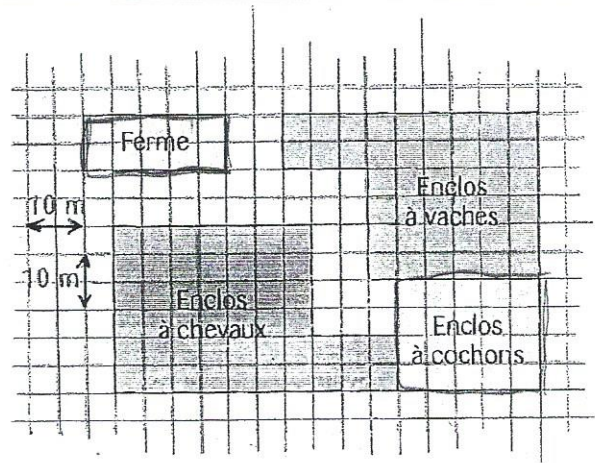 Ferme
Enclos
à vaches
10 m
10 m
Enclos
à chevaux
Enclos
à cochons